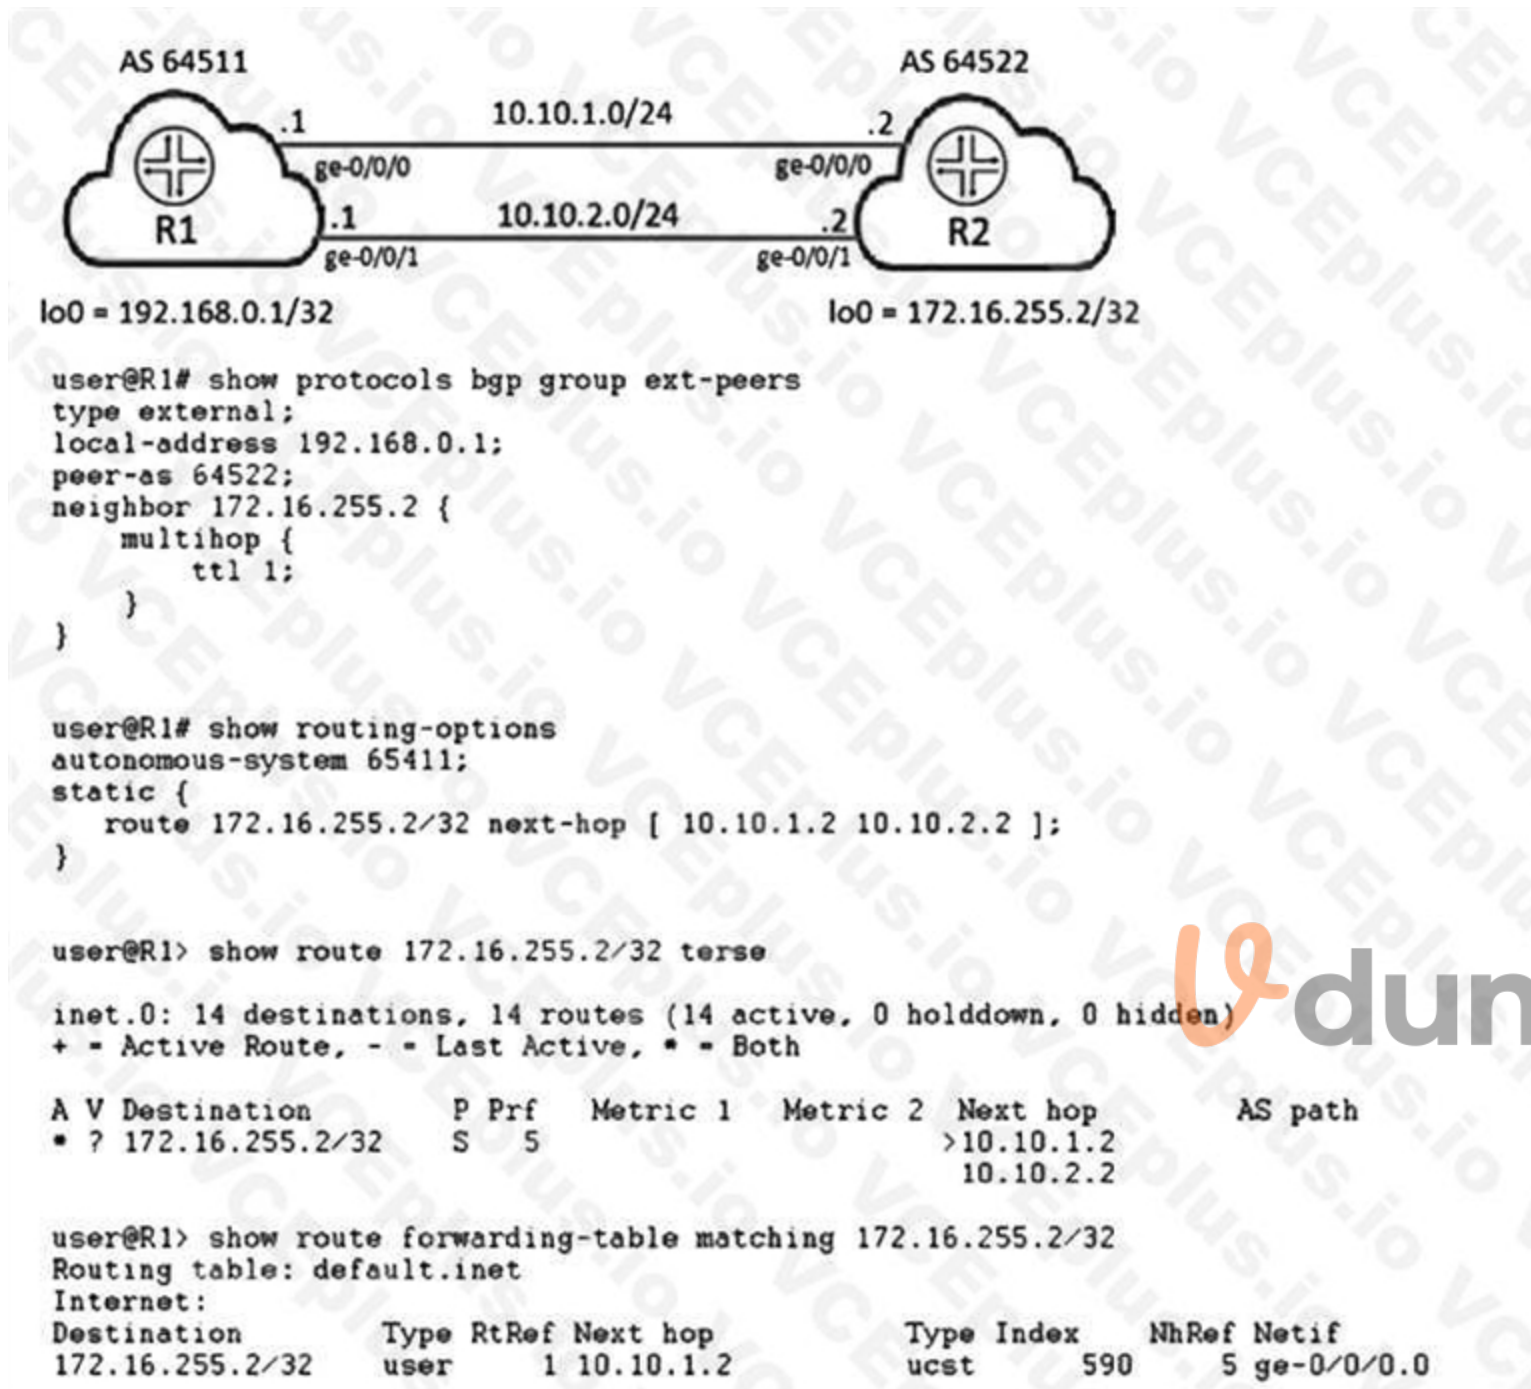 AS 64511 AS 64522
.1 10.10.1.0/24 .2
ge-0/0/0 ge-0/0/0
R1 .1 10.10.2.0/24 .2 R2
ge-0/0/1 ge-0/0/1
lo0 = 192.168.0.1/32 lo0 = 172.16.255.2/32
user@R1# show protocols bgp group ext-peers
type external;
local-address 192.168.0.1;
peer-as 64522;
neighbor 172.16.255.2 {
multihop {
ttl 1;
}
}
user@R1# show routing-options
autonomous-system 65411;
static {
route 172.16.255.2/32 next-hop [ 10.10.1.2 10.10.2.2 ];
}
user@R1> show route 172.16.255.2/32 terse
inet.0: 14 destinations, 14 routes (14 active, 0 holddown, 0 hidden)
+ = Active Route, - = Last Active, * = Both
A V Destination P Prf Metric 1 Metric 2 Next hop AS path
* ? 172.16.255.2/32 S 5 >10.10.1.2
10.10.2.2
user@R1> show route forwarding-table matching 172.16.255.2/32
Routing table: default.inet
Internet:
Destination Type RtRef Next hop Type Index NhRef Netif
172.16.255.2/32 user 1 10.10.1.2 ucst 590 5 ge-0/0/0.0
VCEplus.io